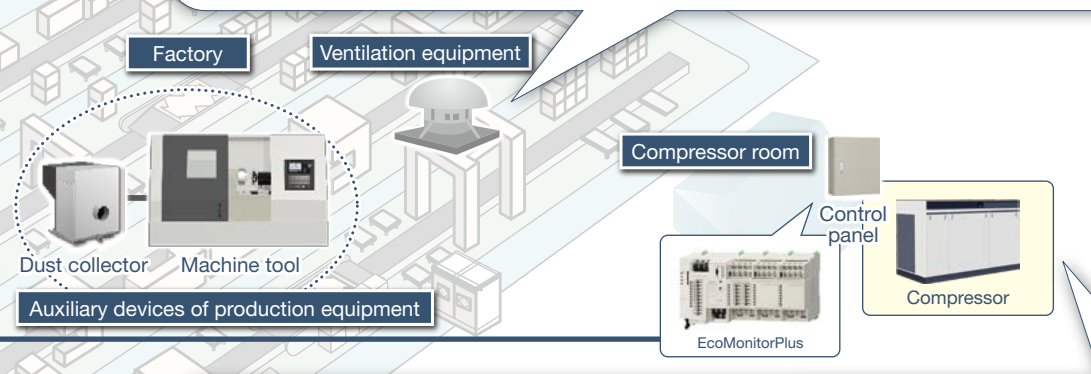 Factory
Ventilation equipment
Compressor room
Control
panel
Dust collector
Machine tool
Compressor
Auxiliary devices of production equipment
EcoMonitorPlus